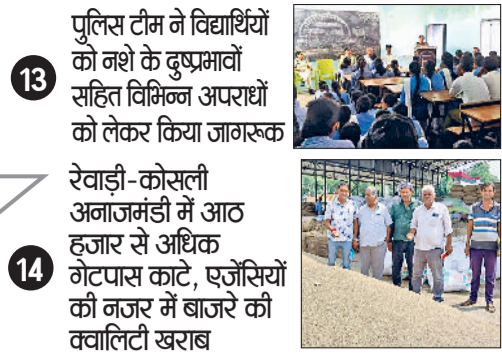 13
पुलिस टीम ने विद्यार्थियों
को नशे के दुष्प्रभावों
सहित विभिन्न अपराधों
को लेकर किया जागरूक
14
रेवाड़ी-कोसली
अनाजमंडी में आठ
हजार से अधिक
गेटपास काटे, एजेंसियों
की नजर में बाजरे की
क्वालिटी खराब